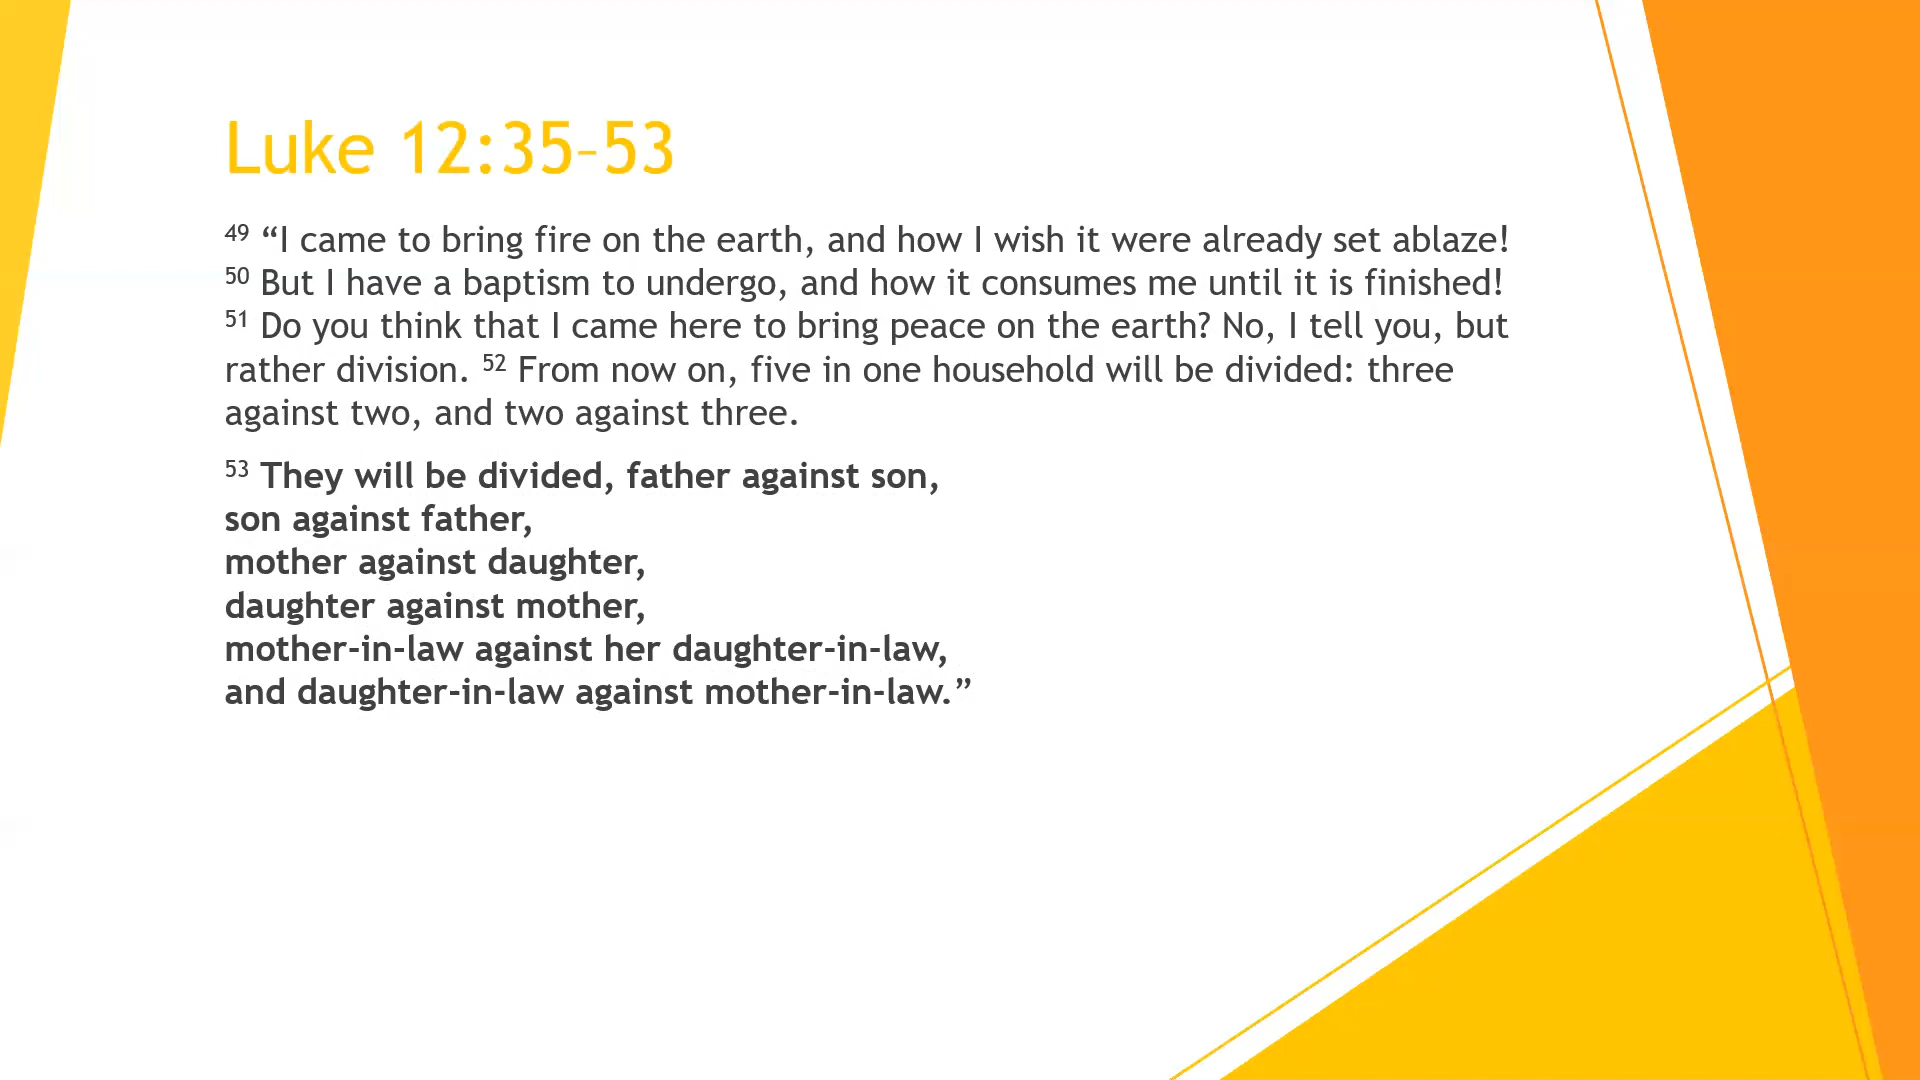 Luke 12:35–53
49 “I came to bring fire on the earth, and how I wish it were already set ablaze!
50 But I have a baptism to undergo, and how it consumes me until it is finished!
51 Do you think that I came here to bring peace on the earth? No, I tell you, but
rather division. 52 From now on, five in one household will be divided: three
against two, and two against three.
53 They will be divided, father against son,
son against father,
mother against daughter,
daughter against mother,
mother-in-law against her daughter-in-law,
and daughter-in-law against mother-in-law.”